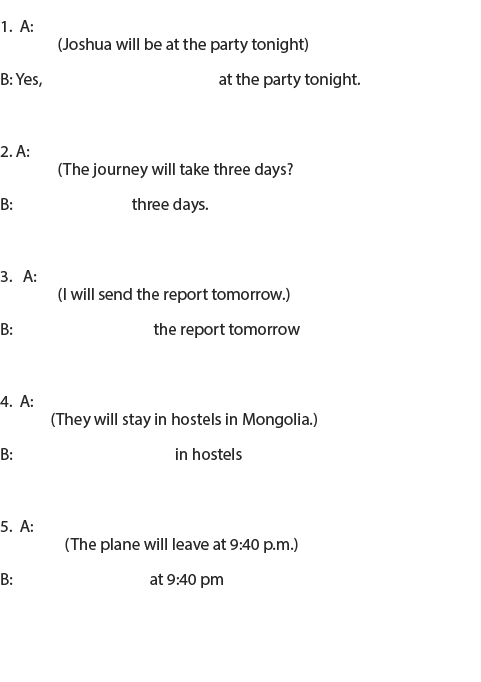 1. A:
(Joshua will be at the party tonight)
B: Yes, at the party tonight.
2. A:
(The journey will take three days?
B: three days.
3. A:
(I will send the report tomorrow.)
B: the report tomorrow
4. A:
(They will stay in hostels in Mongolia.)
B: in hostels
5. A:
(The plane will leave at 9:40 p.m.)
B: at 9:40 pm